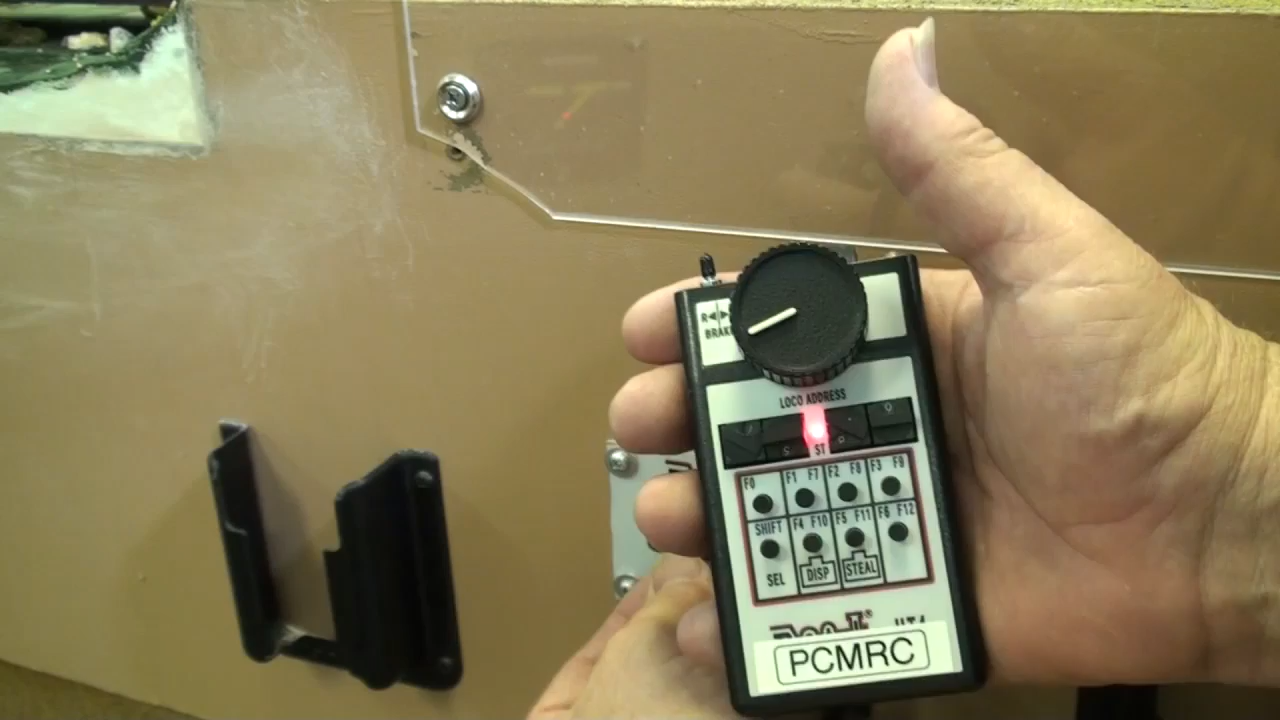 R◀▶
BRAKE
LOCO ADDRESS
ST
F0 F1 F7 F2 F8 F3 F9
SHIFT F4 F10 F5 F11 F6 F12
SEL DISP STEAL
UT4
PCMRC